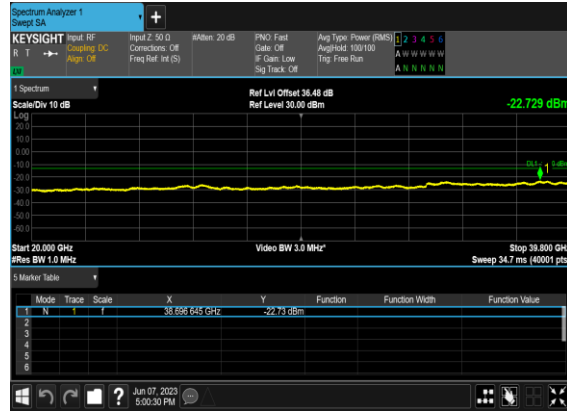 Spectrum Analyzer 1
Swept SA
+
KEYSIGHT Input: RF Input Z: 50 Ω #Atten: 20 dB PNO: Fast Avg Type: Power (RMS) 1 2 3 4 5 6
R T Coupling: DC Corrections: Off Gate: Off Avg|Hold: 100/100 A W W W W W
Align: Off Freq Ref: Int (S) IF Gain: Low Trig: Free Run
Sig Track: Off A N N N N N
1 Spectrum
Ref Lvl Offset 36.48 dB
Scale/Div 10 dB Ref Level 30.00 dBm -22.729 dBm
Log
20.0
10.0
0.00
-10.0
DL1 1
-20.0
-30.0
-40.0
-50.0
-60.0
Start 20.000 GHz Video BW 3.0 MHz* Stop 39.800 GHz
#Res BW 1.0 MHz Sweep 34.7 ms (40001 pts)
5 Marker Table
Mode Trace Scale X Y Function Function Width Function Value
1 N 1 f 38.696 645 GHz -22.73 dBm
2
3
4
5
6
? Jun 07, 2023
5:00:30 PM